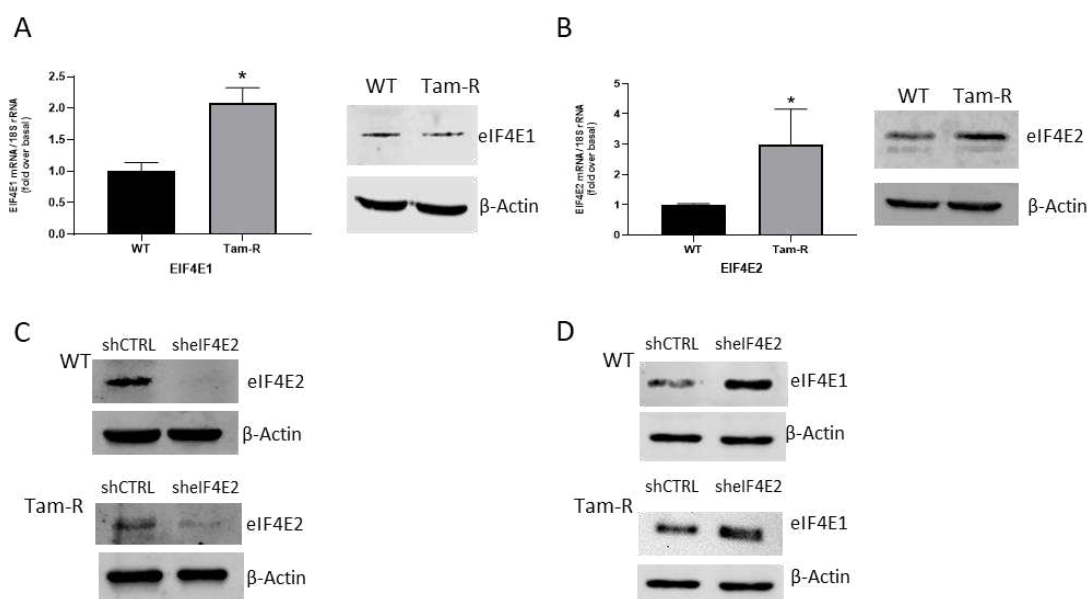 A
EIF4E1 mRNA / 18S rRNA
(fold over basal)
2.5
2.0
1.5
1.0
0.5
0.0
*
WT
Tam-R
EIF4E1
WT Tam-R
eIF4E1
β-Actin
B
EIF4E2 mRNA / 18S rRNA
(fold over basal)
5
4
3
2
1
0
*
WT
Tam-R
EIF4E2
WT Tam-R
eIF4E2
β-Actin
C
WT
shCTRL sheIF4E2
eIF4E2
β-Actin
Tam-R
shCTRL sheIF4E2
eIF4E2
β-Actin
D
WT
shCTRL sheIF4E2
eIF4E1
β-Actin
Tam-R
shCTRL sheIF4E2
eIF4E1
β-Actin